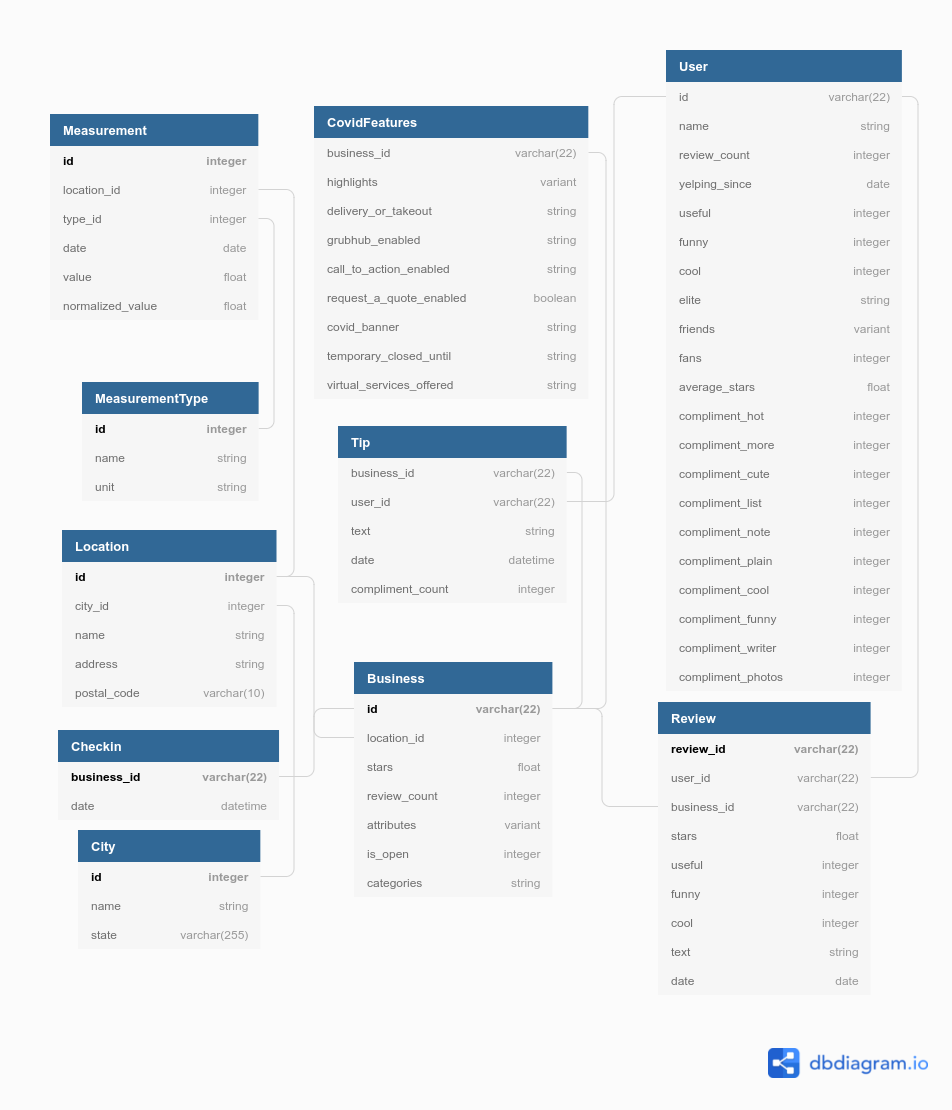 Measurement
id integer
location_id integer
type_id integer
date date
value float
normalized_value float
MeasurementType
id integer
name string
unit string
Location
id integer
city_id integer
name string
address string
postal_code varchar(10)
Checkin
business_id varchar(22)
date datetime
City
id integer
name string
state varchar(255)
CovidFeatures
business_id varchar(22)
highlights variant
delivery_or_takeout string
grubhub_enabled string
call_to_action_enabled string
request_a_quote_enabled boolean
covid_banner string
temporary_closed_until string
virtual_services_offered string
Tip
business_id varchar(22)
user_id varchar(22)
text string
date datetime
compliment_count integer
Business
id varchar(22)
location_id integer
stars float
review_count integer
attributes variant
is_open integer
categories string
User
id varchar(22)
name string
review_count integer
yelping_since date
useful integer
funny integer
cool integer
elite string
friends variant
fans integer
average_stars float
compliment_hot integer
compliment_more integer
compliment_cute integer
compliment_list integer
compliment_note integer
compliment_plain integer
compliment_cool integer
compliment_funny integer
compliment_writer integer
compliment_photos integer
Review
review_id varchar(22)
user_id varchar(22)
business_id varchar(22)
stars float
useful integer
funny integer
cool integer
text string
date date
dbdiagram.io